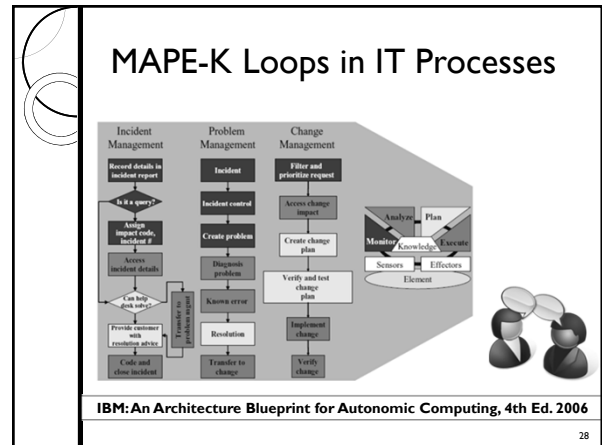 MAPE-K Loops in IT Processes
Incident
Management
Record details in
incident report
Is it a query?
Assign
impact code,
incident #
Access
incident details
Can help
desk solve?
Transfer to
problem mgmt
Provide customer
with
resolution advice
Code and
close incident
Problem
Management
Incident
Incident control
Create problem
Diagnosis
problem
Known error
Resolution
Transfer to
change
Change
Management
Filter and
prioritize request
Access change
impact
Create change
plan
Verify and test
change
plan
Implement
change
Verify
change
Analyze
Plan
Monitor
Knowledge
Execute
Sensors
Effectors
Element
IBM: An Architecture Blueprint for Autonomic Computing, 4th Ed. 2006
28